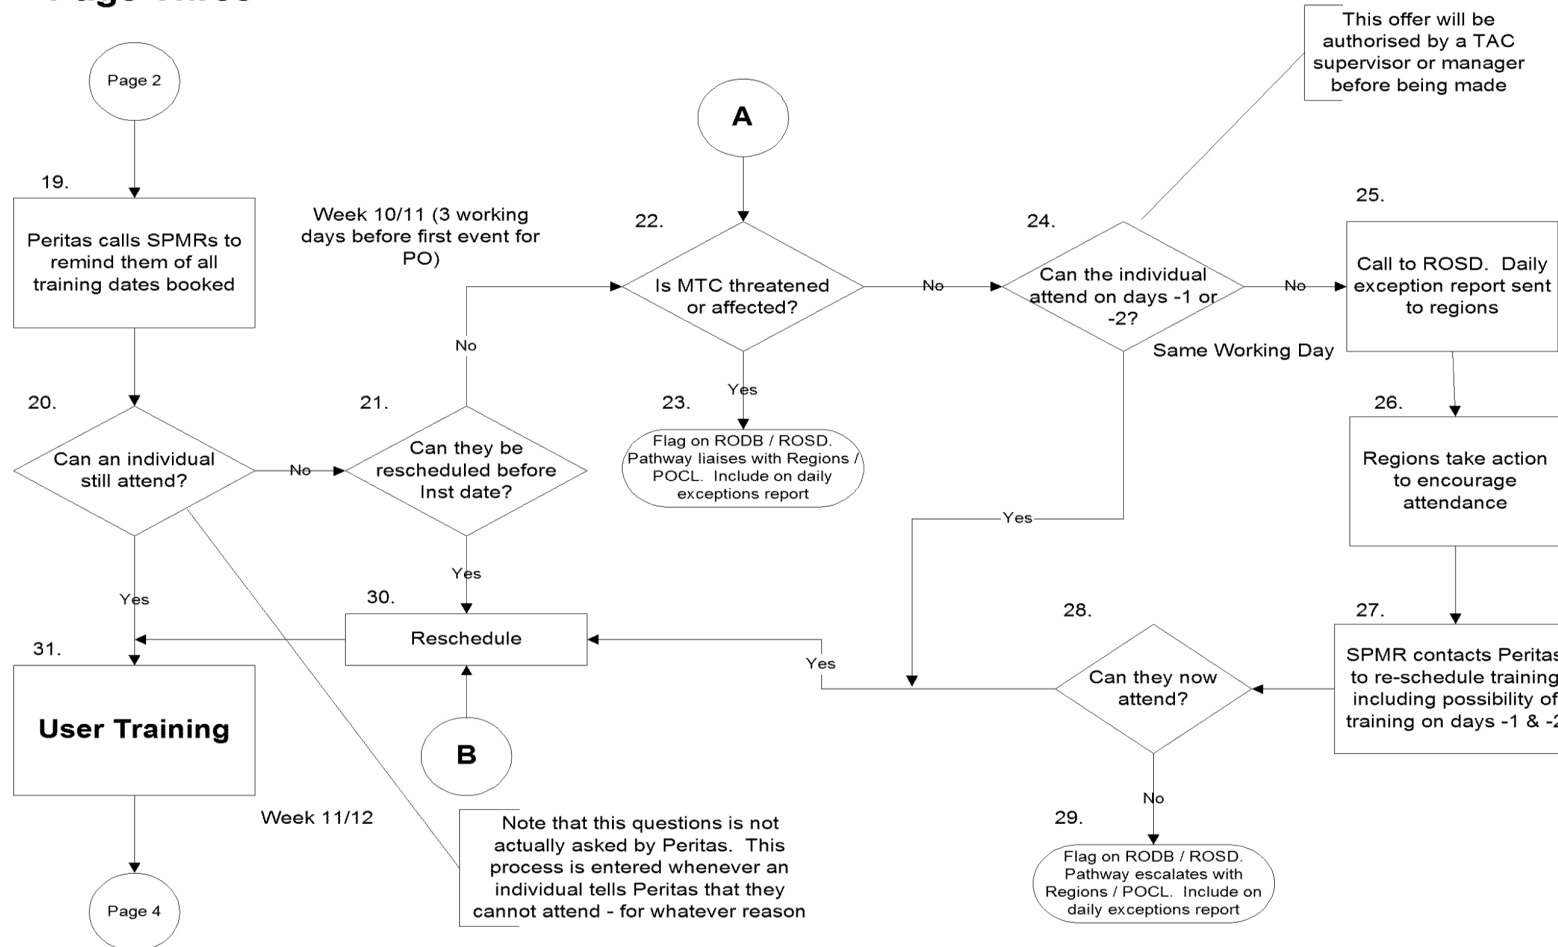 Page 2
This offer will be
authorised by a TAC
supervisor or manager
before being made
A
19.
Peritas calls SPMRs to
remind them of all
training dates booked
Week 10/11 (3 working
days before first event for
PO)
22.
Is MTC threatened
or affected?
No
24.
Can the individual
attend on days -1 or
-2?
No
Same Working Day
25.
Call to ROSD.  Daily
exception report sent
to regions
No
Yes
20.
Can an individual
still attend?
No
21.
Can they be
rescheduled before
Inst date?
23.
Flag on RODB / ROSD.
Pathway liaises with Regions /
POCL.  Include on daily
exceptions report
26.
Regions take action
to encourage
attendance
Yes
Yes
Yes
30.
Reschedule
Yes
28.
Can they now
attend?
27.
SPMR contacts Peritas
to re-schedule training
including possibility of
training on days -1 & -2
31.
User Training
B
No
Week 11/12
Note that this questions is not
actually asked by Peritas.  This
process is entered whenever an
individual tells Peritas that they
cannot attend - for whatever reason
29.
Flag on RODB / ROSD.
Pathway escalates with
Regions / POCL.  Include on
daily exceptions report
Page 4